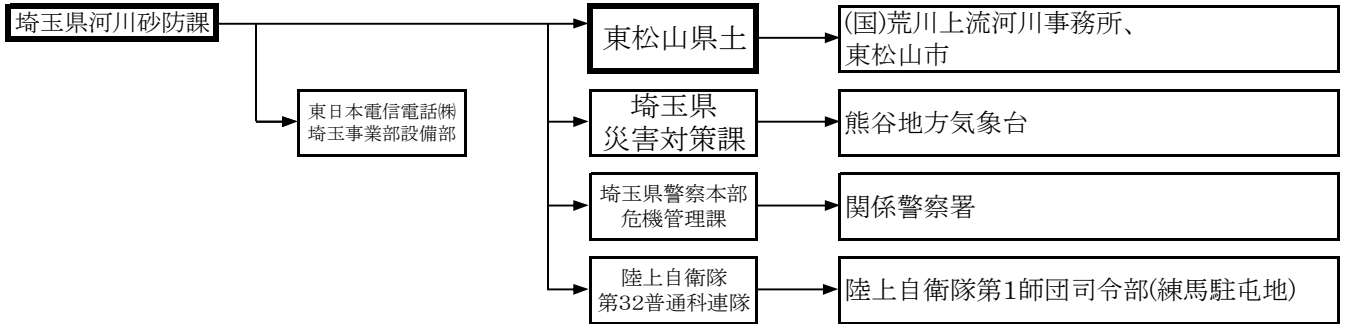 埼玉県河川砂防課
東松山県土
(国)荒川上流河川事務所、
東松山市
東日本電信電話㈱
埼玉事業部設備部
埼玉県
災害対策課
熊谷地方気象台
埼玉県警察本部
危機管理課
関係警察署
陸上自衛隊
第32普通科連隊
陸上自衛隊第1師団司令部(練馬駐屯地)